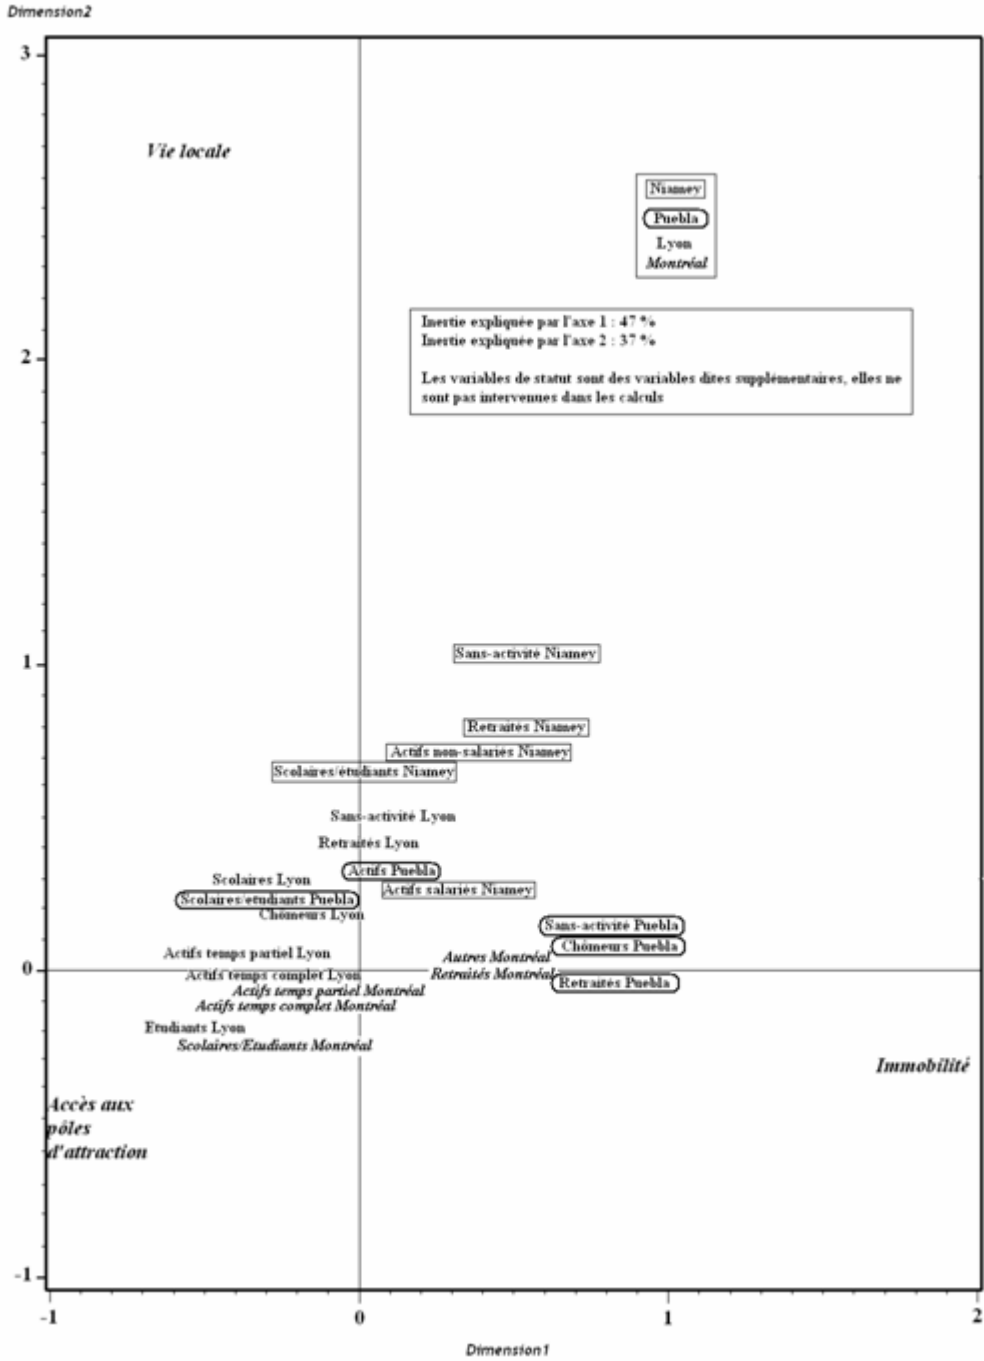 Dimension2
3
Vie locale
Niamey
Puebla
Lyon
Montréal
Inertie expliquée par l'axe 1 : 47 %
Inertie expliquée par l'axe 2 : 37 %
2
Les variables de statut sont des variables dites supplémentaires, elles ne
sont pas intervenues dans les calculs
Sans-activité Niamey
1
Retraités Niamey
Actifs non-salariés Niamey
Scolaires/étudiants Niamey
Sans-activité Lyon
Retraités Lyon
Actifs Puebla
Scolaires Lyon
Actifs salariés Niamey
Scolaires/etudiants Puebla
Chômeurs Lyon
Sans-activité Puebla
Chômeurs Puebla
Actifs temps partiel Lyon
Autres Montréal
0
Actifs temps complet Lyon
Retraités Montréal
Retraités Puebla
Actifs temps partiel Montréal
Actifs temps complet Montréal
Etudiants Lyon
Scolaires/Etudiants Montréal
Immobilité
Accès aux
pôles
d'attraction
-1
-1 0 1 2
Dimension1